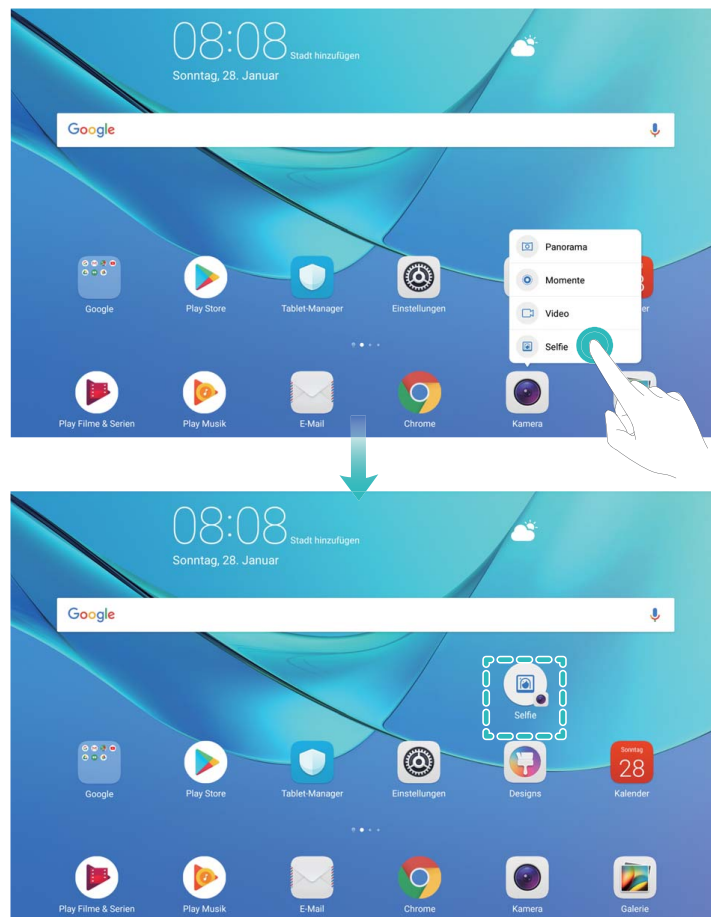 08:08 Stadt hinzufügen
Sonntag, 28. Januar
Google
Panorama
Momente
Video
Selfie
Google Play Store Tablet-Manager Einstellungen er
Play Filme & Serien Play Musik E-Mail Chrome Kamera
08:08 Stadt hinzufügen
Sonntag, 28. Januar
Google
Selfie
Sonntag
28
Google Play Store Tablet-Manager Einstellungen Designs Kalender
Play Filme & Serien Play Musik E-Mail Chrome Kamera Galerie